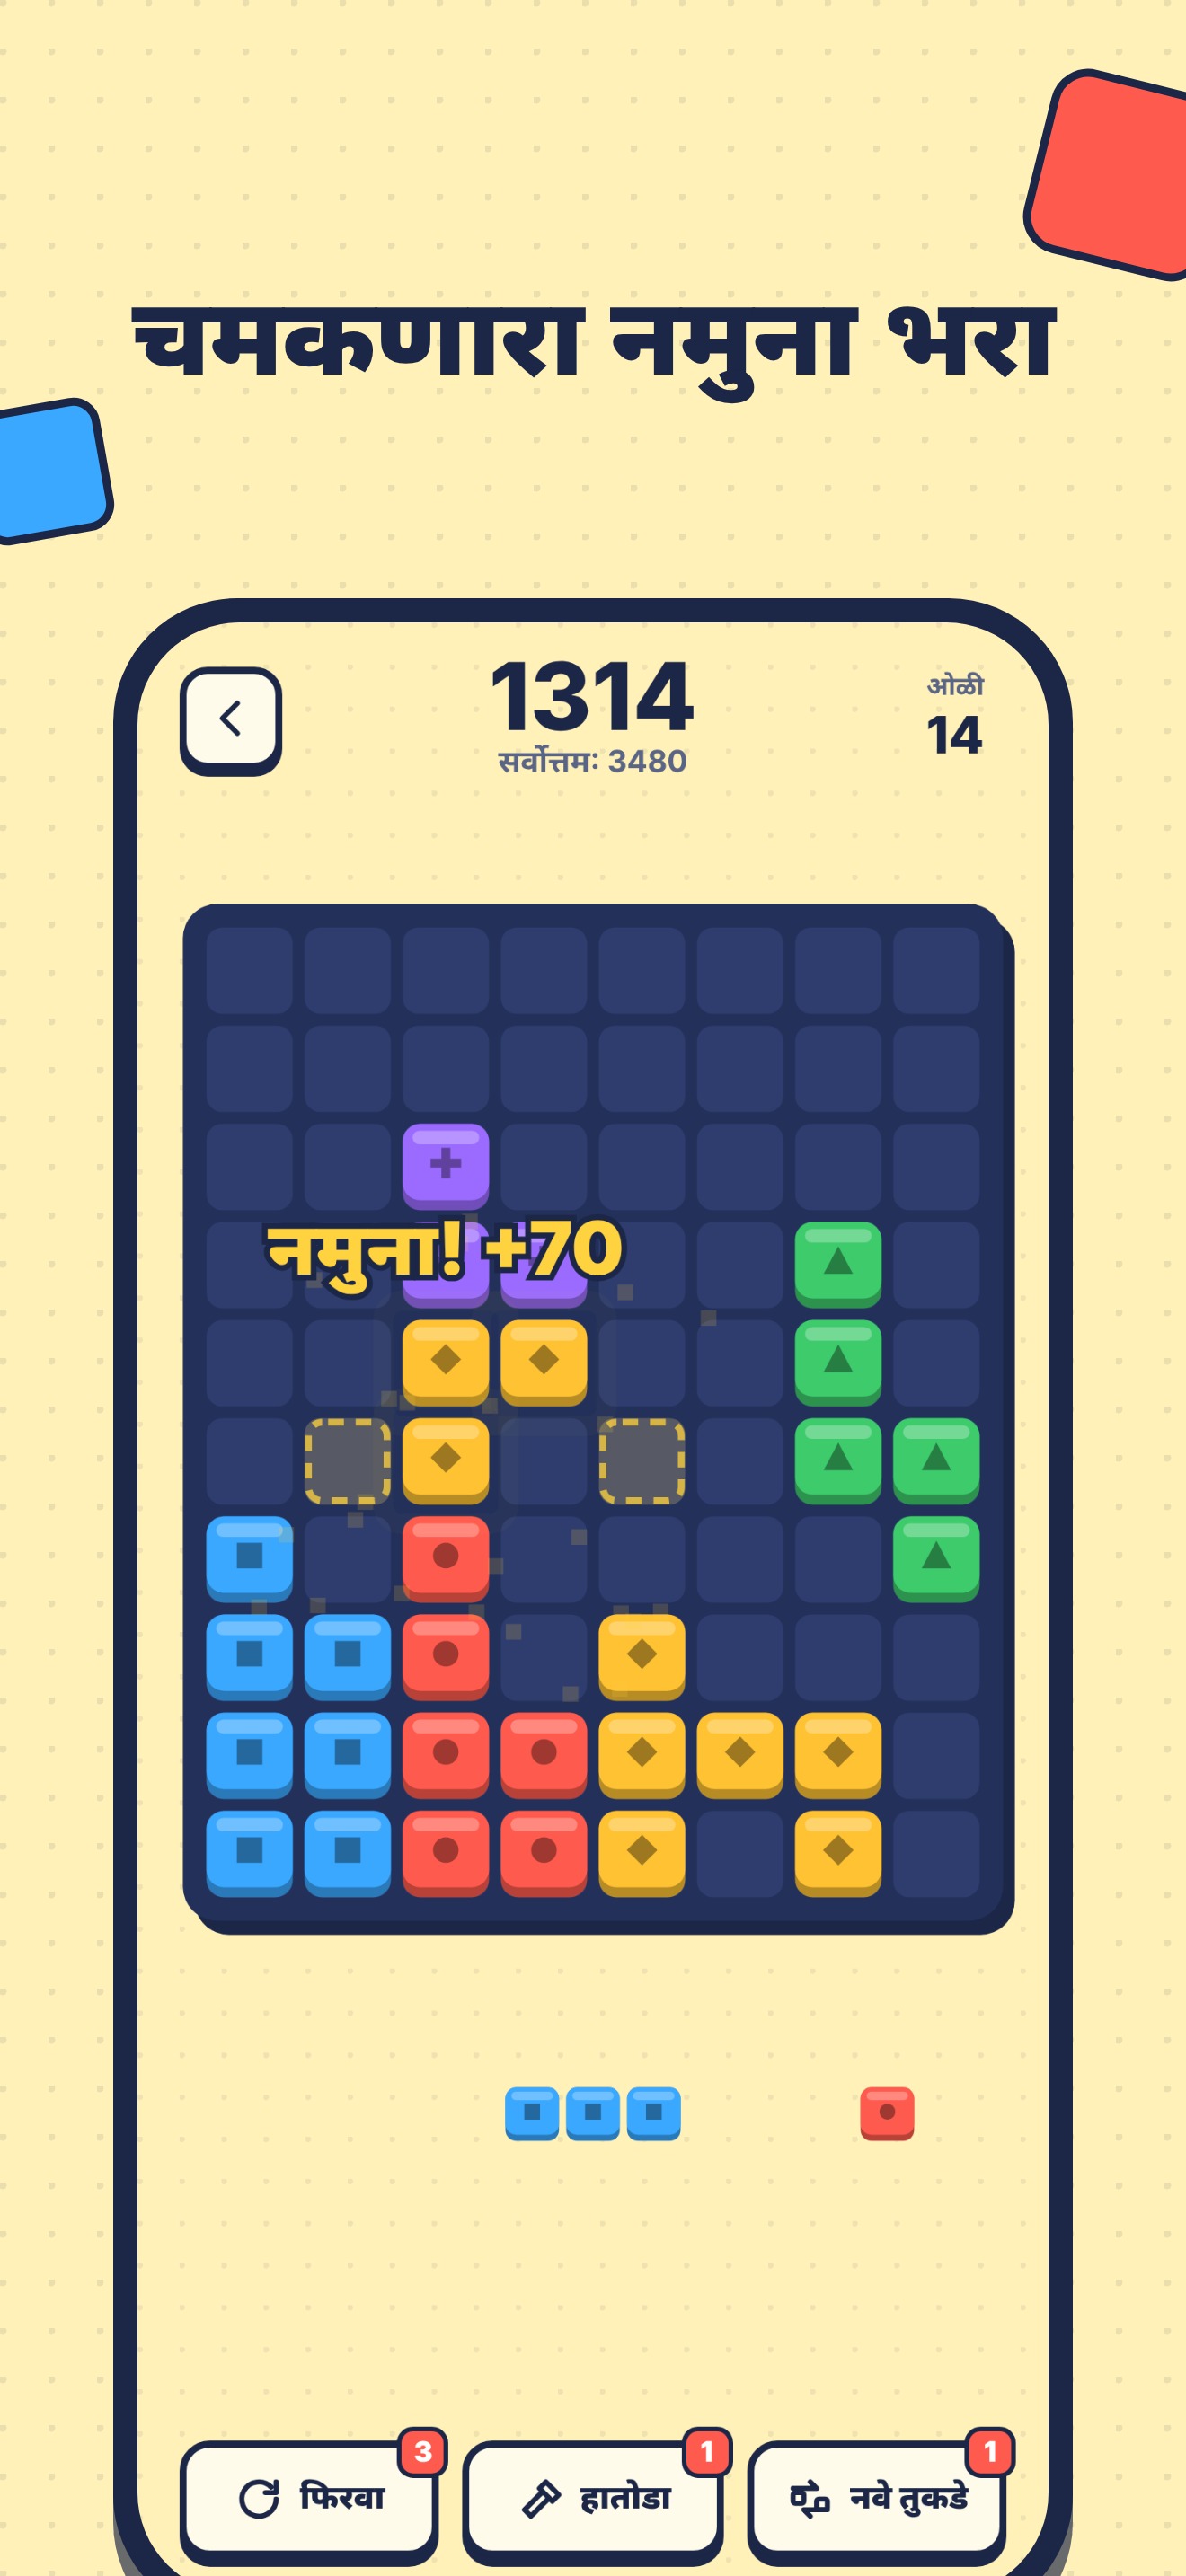 चमकणारा नमुना भरा
1314
सर्वोत्तम: 3480
ओळी
14
नमुना! +70
3
1
1
फिरवा
हातोडा
नवे तुकडे